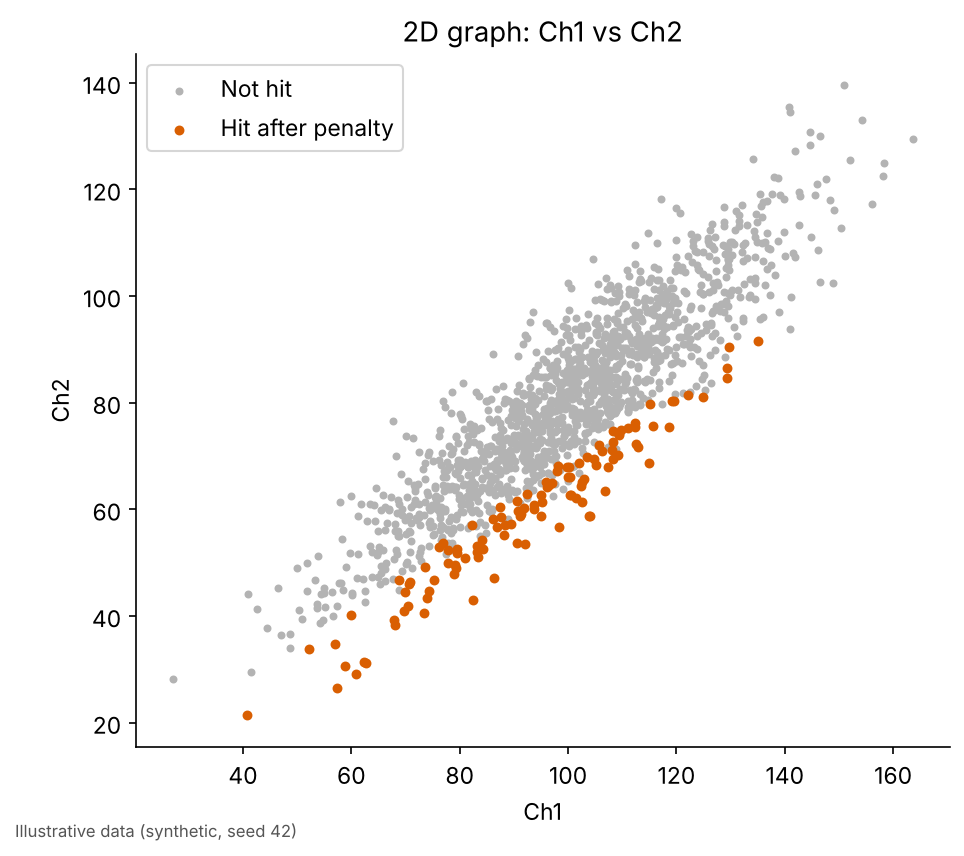 2D graph: Ch1 vs Ch2
Not hit
Hit after penalty
Ch2
140
120
100
80
60
40
20
40 60 80 100 120 140 160
Ch1
Illustrative data (synthetic, seed 42)